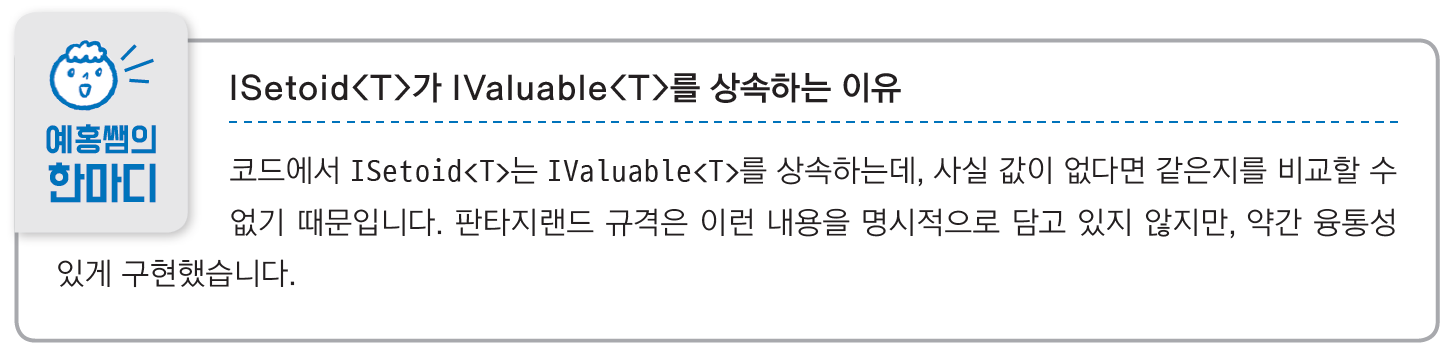 예홍쌤의
한마디
ISetoid<T>가 IValuable<T>를 상속하는 이유
코드에서 ISetoid<T>는 IValuable<T>를 상속하는데, 사실 값이 없다면 같은지를 비교할 수
없기 때문입니다. 판타지랜드 규격은 이런 내용을 명시적으로 담고 있지 않지만, 약간 융통성
있게 구현했습니다.